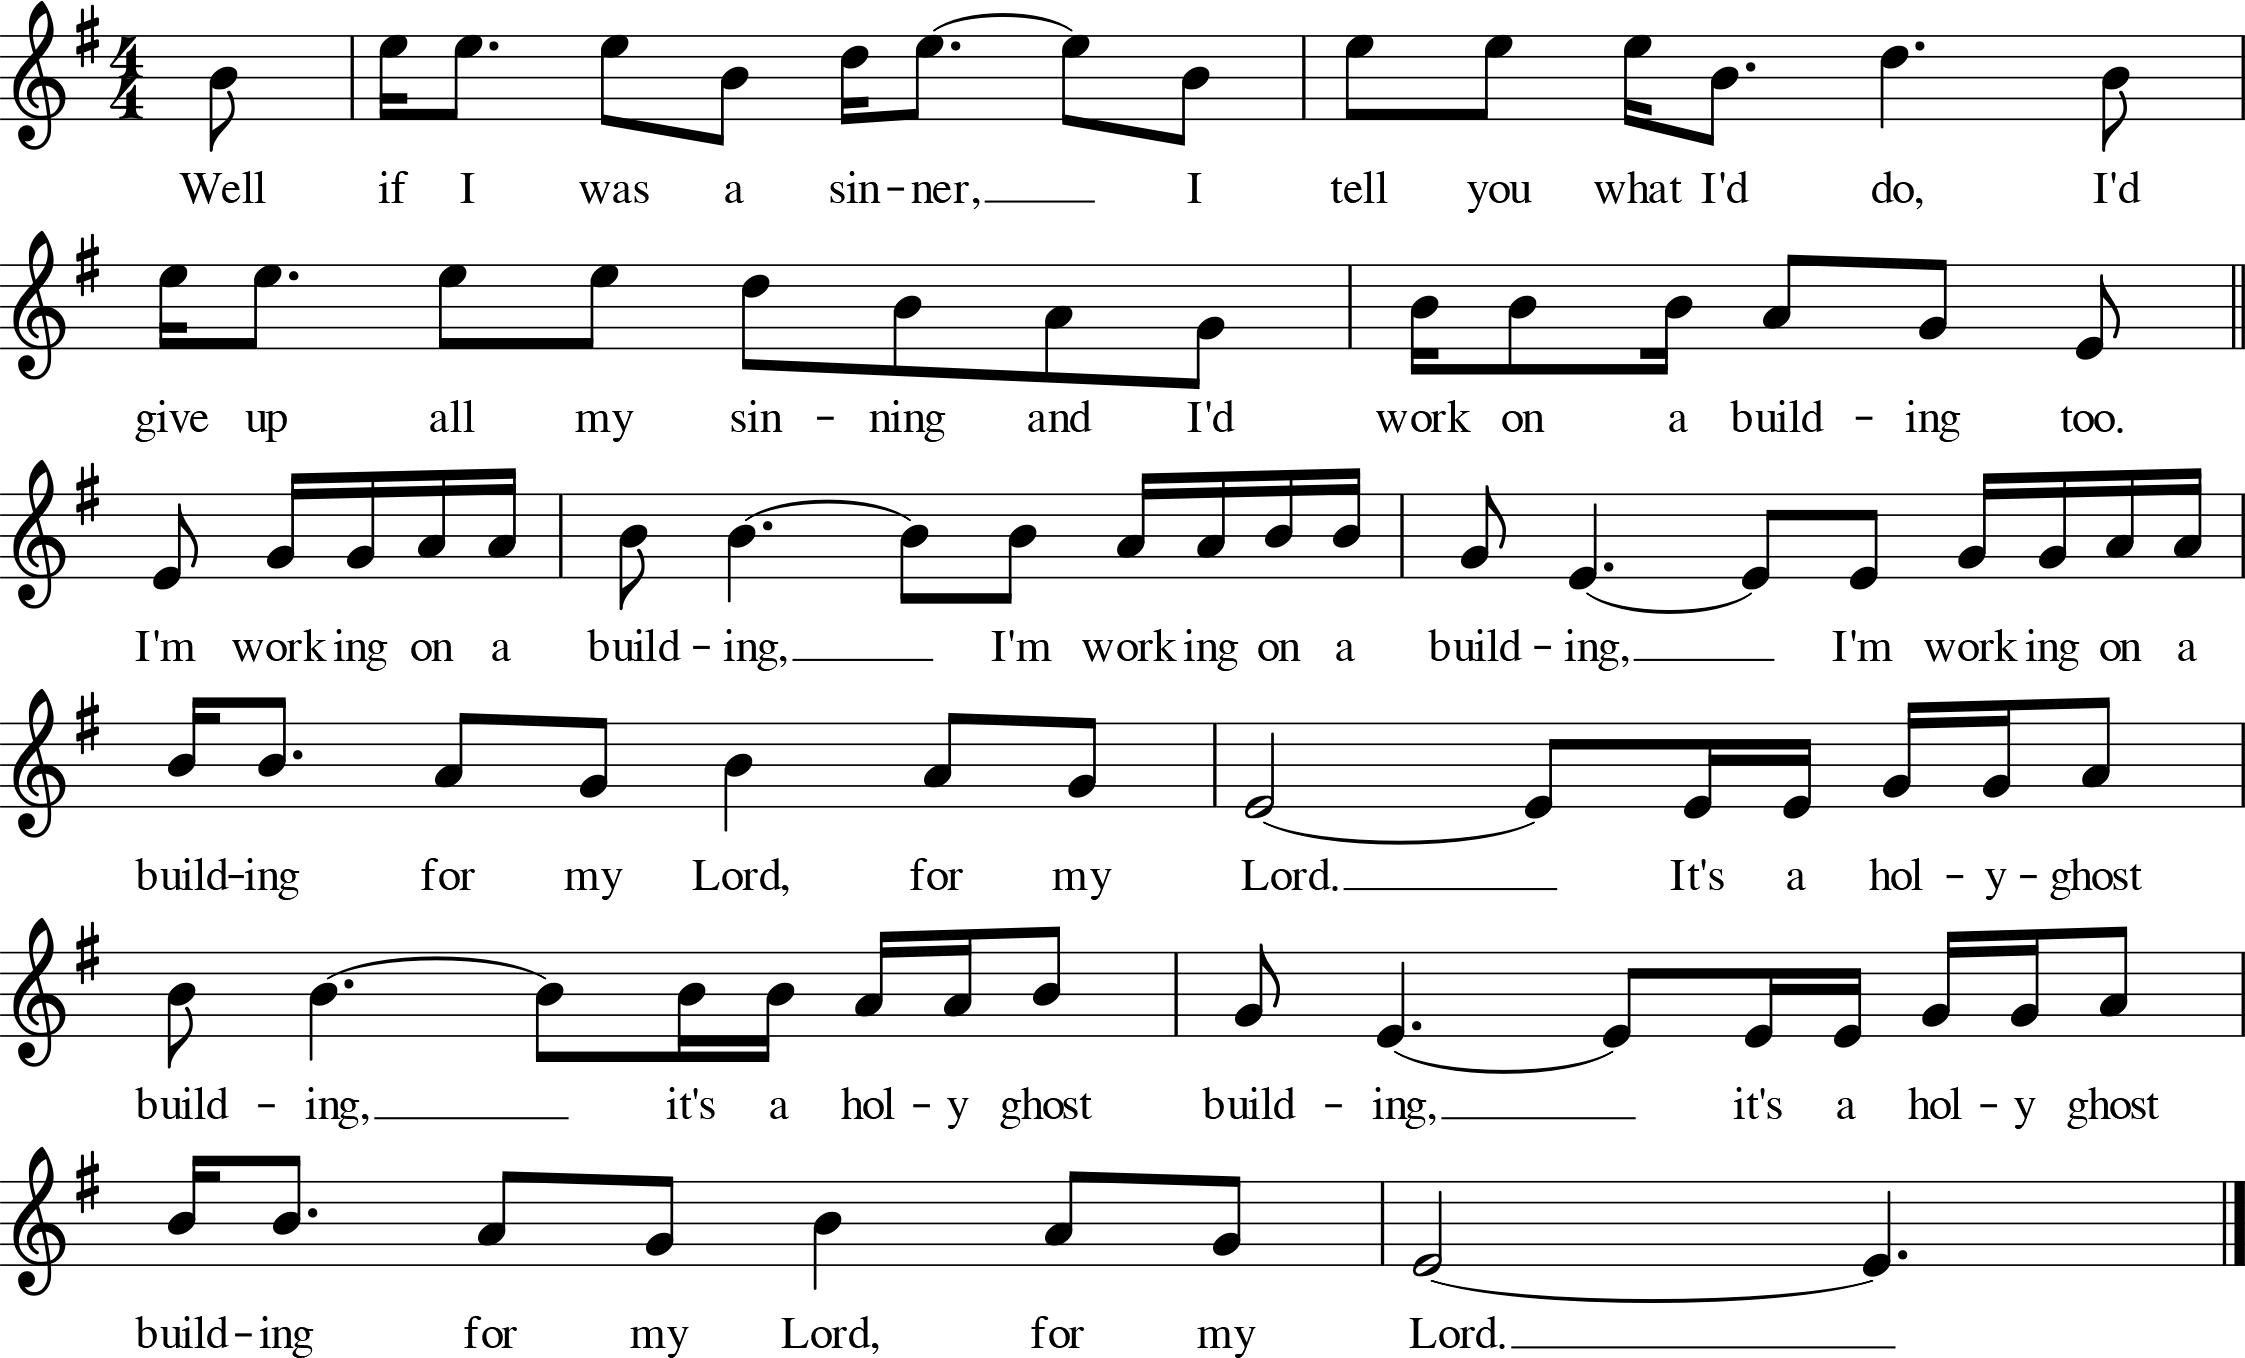 4
4
Well if I was a sin-ner, I tell you what I'd do, I'd
give up all my sin - ning and I'd work on a build - ing too.
I'm work ing on a build - ing, I'm work ing on a build - ing, I'm work ing on a
build-ing for my Lord, for my Lord. It's a hol - y - ghost
build - ing, it's a hol - y ghost build - ing, it's a hol - y ghost
build-ing for my Lord, for my Lord.